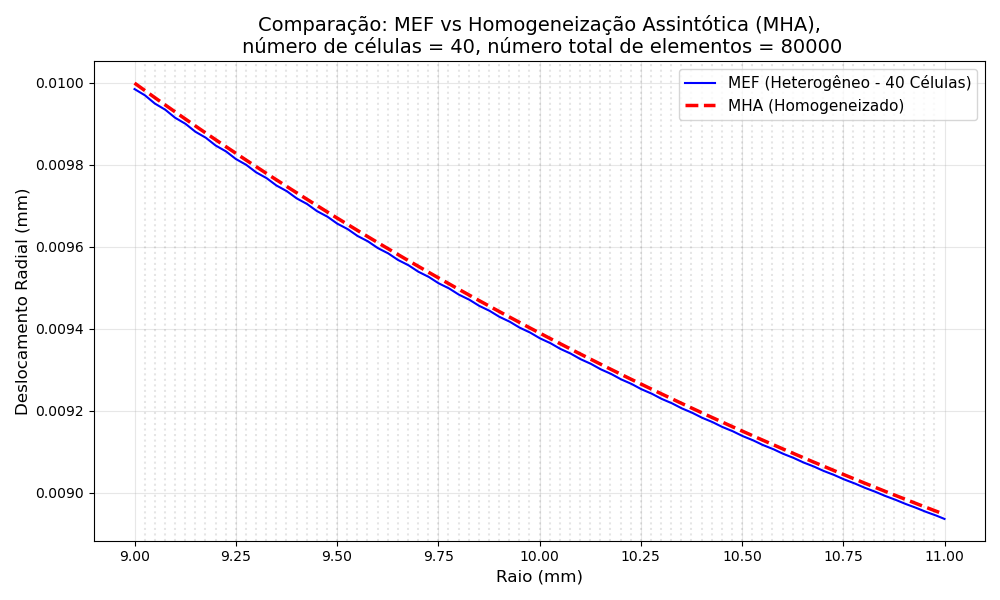 Comparação: MEF vs Homogeneização Assintótica (MHA),
número de células = 40, número total de elementos = 80000
MEF (Heterogêneo - 40 Células)
MHA (Homogeneizado)
Deslocamento Radial (mm)
0.0100
0.0098
0.0096
0.0094
0.0092
0.0090
9.00 9.25 9.50 9.75 10.00 10.25 10.50 10.75 11.00
Raio (mm)